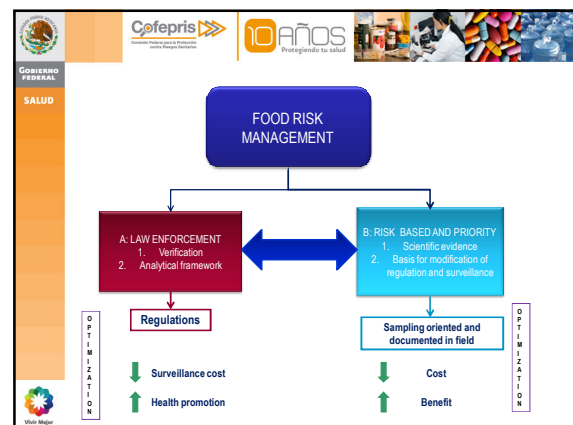 Cofepris
Comisión Federal para la Protección
contra Riesgos Sanitarios
10 AÑOS
Protegiendo tu salud
GOBIERNO
FEDERAL
SALUD
FOOD RISK
MANAGEMENT
A: LAW ENFORCEMENT
1. Verification
2. Analytical framework
B: RISK BASED AND PRIORITY
1. Scientific evidence
2. Basis for modification of
regulation and surveillance
Regulations
Sampling oriented and
documented in field
OPTIMIZATION
Surveillance cost
Health promotion
Cost
Benefit
OPTIMIZATION
Vivir Mejor